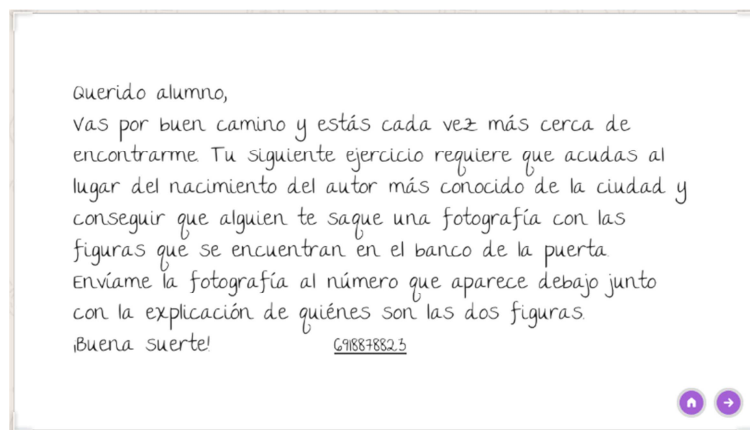 Querido alumno,
Vas por buen camino y estás cada vez más cerca de
encontrarme. Tu siguiente ejercicio requiere que acudas al
lugar del nacimiento del autor más conocido de la ciudad y
conseguir que alguien te saque una fotografía con las
figuras que se encuentran en el banco de la puerta.
Envíame la fotografía al número que aparece debajo junto
con la explicación de quiénes son las dos figuras.
¡Buena suerte! 6918878823